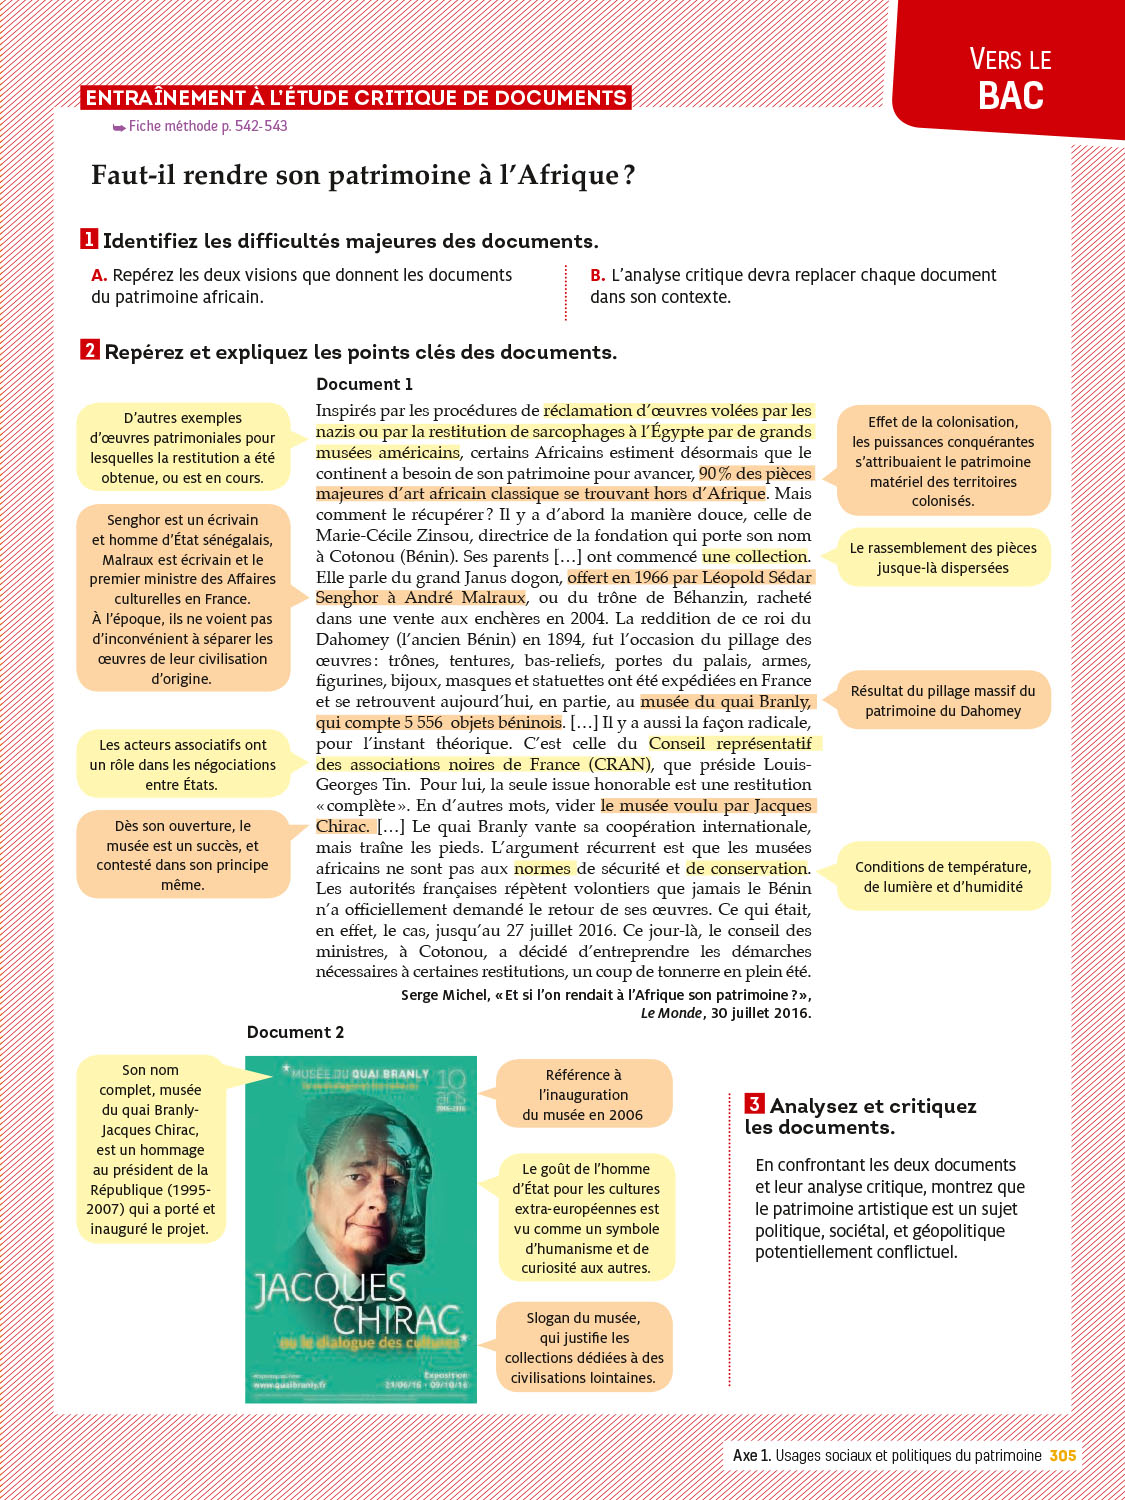 VERS LE
BAC
ENTRAÎNEMENT À L'ÉTUDE CRITIQUE DE DOCUMENTS
Fiche méthode p. 542-543
Faut-il rendre son patrimoine à l'Afrique ?
1 Identifiez les difficultés majeures des documents.
A. Repérez les deux visions que donnent les documents
du patrimoine africain.
B. L'analyse critique devra replacer chaque document
dans son contexte.
2 Repérez et expliquez les points clés des documents.
Document 1
Inspirés par les procédures de réclamation d'œuvres volées par les
nazis ou par la restitution de sarcophages à l'Égypte par de grands
musées américains, certains Africains estiment désormais que le
continent a besoin de son patrimoine pour avancer, 90 % des pièces
majeures d'art africain classique se trouvant hors d'Afrique. Mais
comment le récupérer ? Il y a d'abord la manière douce, celle de
Marie-Cécile Zinsou, directrice de la fondation qui porte son nom
à Cotonou (Bénin). Ses parents […] ont commencé une collection.
Elle parle du grand Janus dogon, offert en 1966 par Léopold Sédar
Senghor à André Malraux, ou du trône de Béhanzin, racheté
dans une vente aux enchères en 2004. La reddition de ce roi du
Dahomey (l'ancien Bénin) en 1894, fut l'occasion du pillage des
œuvres : trônes, tentures, bas-reliefs, portes du palais, armes,
figurines, bijoux, masques et statuettes ont été expédiées en France
et se retrouvent aujourd'hui, en partie, au musée du quai Branly,
qui compte 5 556 objets béninois. […] Il y a aussi la façon radicale,
pour l'instant théorique. C'est celle du Conseil représentatif
des associations noires de France (CRAN), que préside Louis-
Georges Tin. Pour lui, la seule issue honorable est une restitution
« complète ». En d'autres mots, vider le musée voulu par Jacques
Chirac. […] Le quai Branly vante sa coopération internationale,
mais traîne les pieds. L'argument récurrent est que les musées
africains ne sont pas aux normes de sécurité et de conservation.
Les autorités françaises répètent volontiers que jamais le Bénin
n'a officiellement demandé le retour de ses œuvres. Ce qui était,
en effet, le cas, jusqu'au 27 juillet 2016. Ce jour-là, le conseil des
ministres, à Cotonou, a décidé d'entreprendre les démarches
nécessaires à certaines restitutions, un coup de tonnerre en plein été.
Serge Michel, « Et si l'on rendait à l'Afrique son patrimoine ? »,
Le Monde, 30 juillet 2016.
D'autres exemples
d'œuvres patrimoniales pour
lesquelles la restitution a été
obtenue, ou est en cours.
Senghor est un écrivain
et homme d'État sénégalais,
Malraux est écrivain et le
premier ministre des Affaires
culturelles en France.
À l'époque, ils ne voient pas
d'inconvénient à séparer les
œuvres de leur civilisation
d'origine.
Les acteurs associatifs ont
un rôle dans les négociations
entre États.
Dès son ouverture, le
musée est un succès, et
contesté dans son principe
même.
Effet de la colonisation,
les puissances conquérantes
s'attribuaient le patrimoine
matériel des territoires
colonisés.
Le rassemblement des pièces
jusque-là dispersées
Résultat du pillage massif du
patrimoine du Dahomey
Conditions de température,
de lumière et d'humidité
Document 2
Son nom
complet, musée
du quai Branly-
Jacques Chirac,
est un hommage
au président de la
République (1995-
2007) qui a porté et
inauguré le projet.
*MUSÉE DU QUAI BRANLY
10
ans
2006-2016
JACQUES
CHIRAC
ou le dialogue des cultures*
www.quaibranly.fr
Exposition
21/06/16 - 09/10/16
Référence à
l'inauguration
du musée en 2006
Le goût de l'homme
d'État pour les cultures
extra-européennes est
vu comme un symbole
d'humanisme et de
curiosité aux autres.
Slogan du musée,
qui justifie les
collections dédiées à des
civilisations lointaines.
3 Analysez et critiquez
les documents.
En confrontant les deux documents
et leur analyse critique, montrez que
le patrimoine artistique est un sujet
politique, sociétal, et géopolitique
potentiellement conflictuel.
Axe 1. Usages sociaux et politiques du patrimoine 305